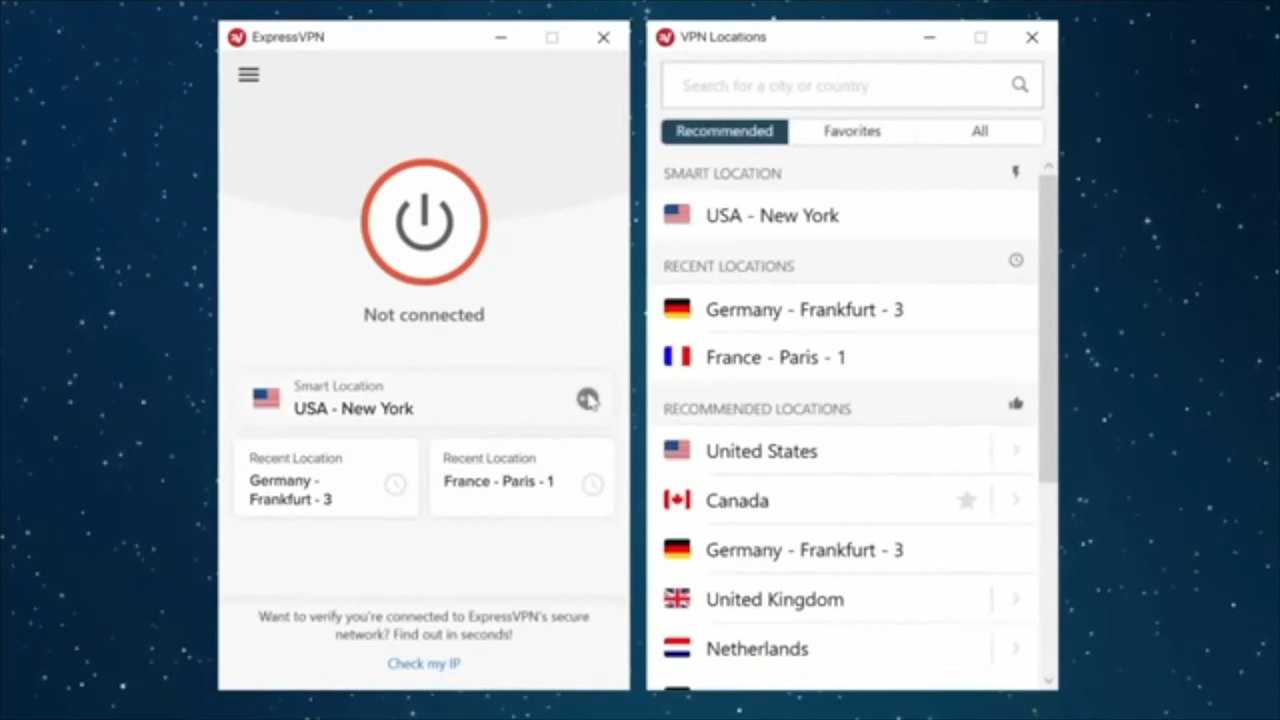 ExpressVPN
Not connected
Smart Location
USA - New York
Recent Location
Germany -
Frankfurt - 3
Recent Location
France - Paris - 1
Want to verify you're connected to ExpressVPN's secure
network? Find out in seconds!
Check my IP
VPN Locations
Search for a city or country
Recommended
Favorites
All
SMART LOCATION
USA - New York
RECENT LOCATIONS
Germany - Frankfurt - 3
France - Paris - 1
RECOMMENDED LOCATIONS
United States
Canada
Germany - Frankfurt - 3
United Kingdom
Netherlands